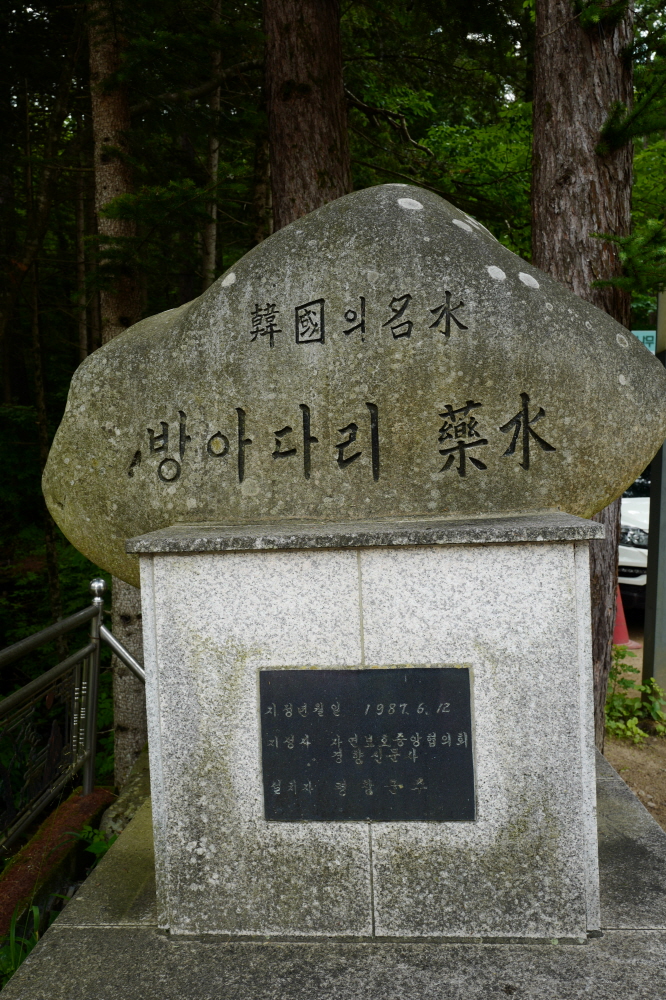 韓國의名水
방아다리 藥水
지정년월일 1987.6.12
지정자 자연보호중앙협의회
경향신문사
설치자 평창군수